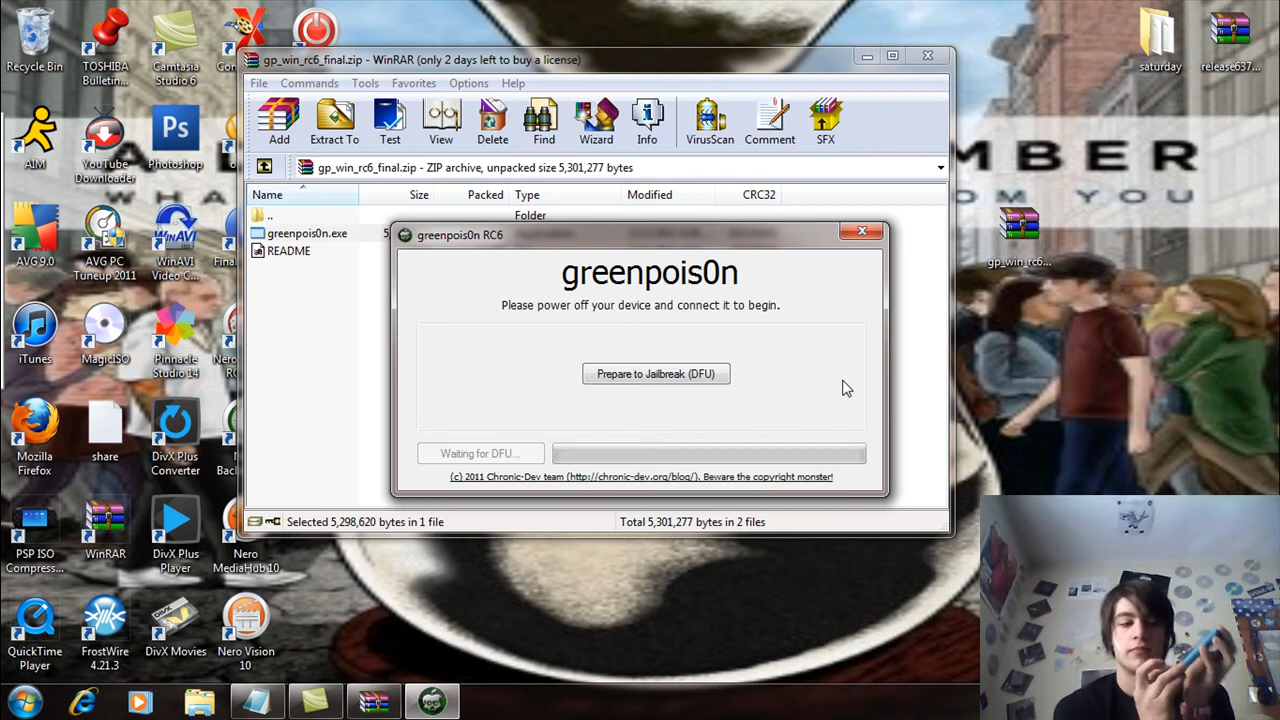 gp_win_rc6_final.zip - WinRAR (only 2 days left to buy a license)
File Commands Tools Favorites Options Help
Add Extract To Test View Delete Find Wizard Info VirusScan Comment SFX
gp_win_rc6_final.zip - ZIP archive, unpacked size 5,301,277 bytes
Name Size Packed Type Modified CRC32
.. Folder
greenpois0n.exe 5
README
greenpois0n RC6
greenpois0n
Please power off your device and connect it to begin.
Prepare to Jailbreak (DFU)
Waiting for DFU...
(c) 2011 Chronic-Dev team (http://chronic-dev.org/blog/). Beware the copyright monster!
Selected 5,298,620 bytes in 1 file Total 5,301,277 bytes in 2 files
Recycle Bin
TOSHIBA
Bulletin...
Camtasia
Studio 6
AIM
YouTube
Downloader
Ps
Photoshop
AVG 9.0
AVG PC
Tuneup 2011
WinAVI
Video C...
iTunes
MagicISO
Pinnacle
Studio 14
Mozilla
Firefox
share
DivX Plus
Converter
PSP ISO
Compress...
WinRAR
DivX Plus
Player
Nero
MediaHub 10
QuickTime
Player
FrostWire
4.21.3
DivX Movies
Nero Vision
10
saturday
release637...
gp_win_rc6...
MBER
WHA
OM YOU